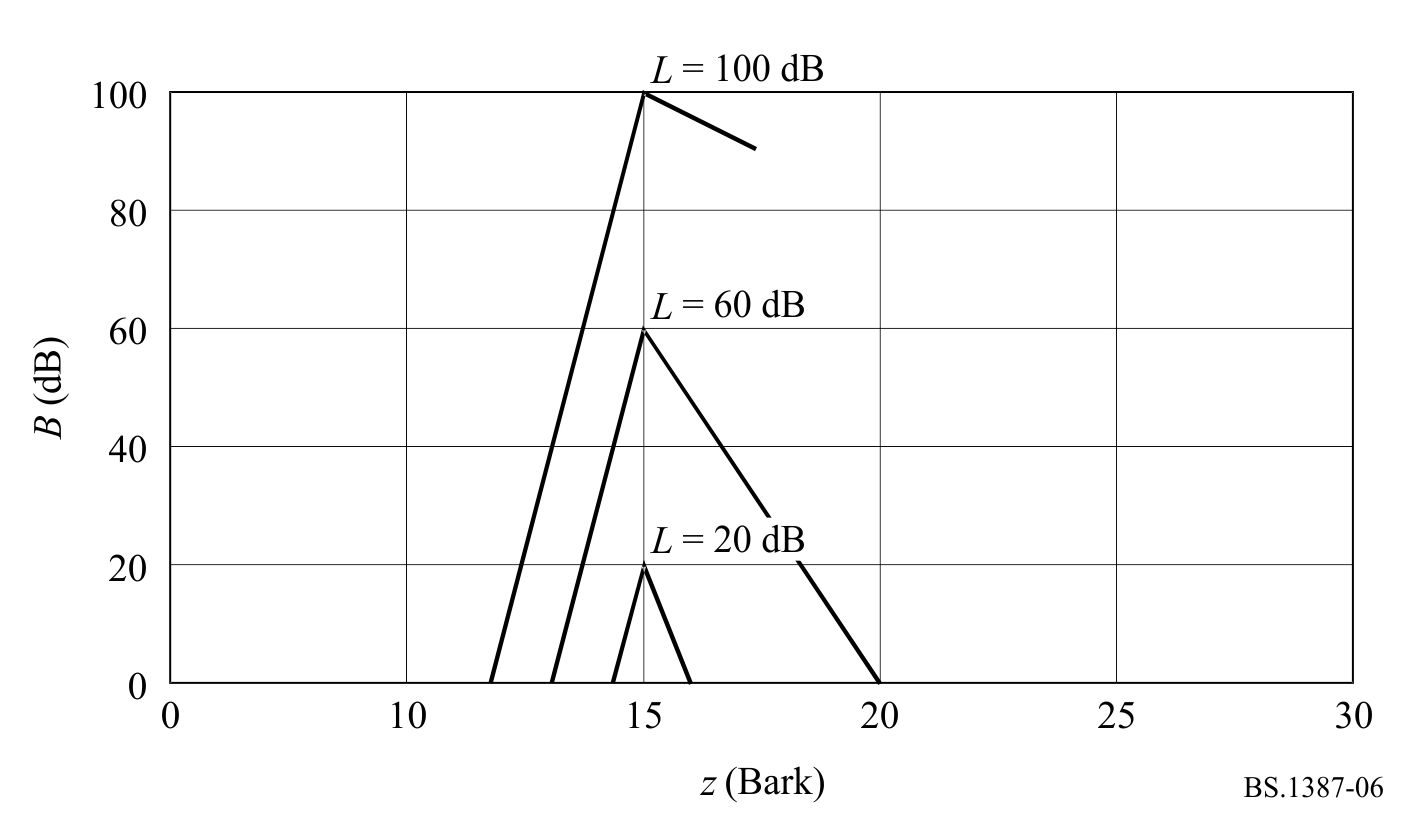 L = 100 dB
100
80
L = 60 dB
60
B (dB)
40
L = 20 dB
20
0
0 10 15 20 25 30
z (Bark)
BS.1387-06